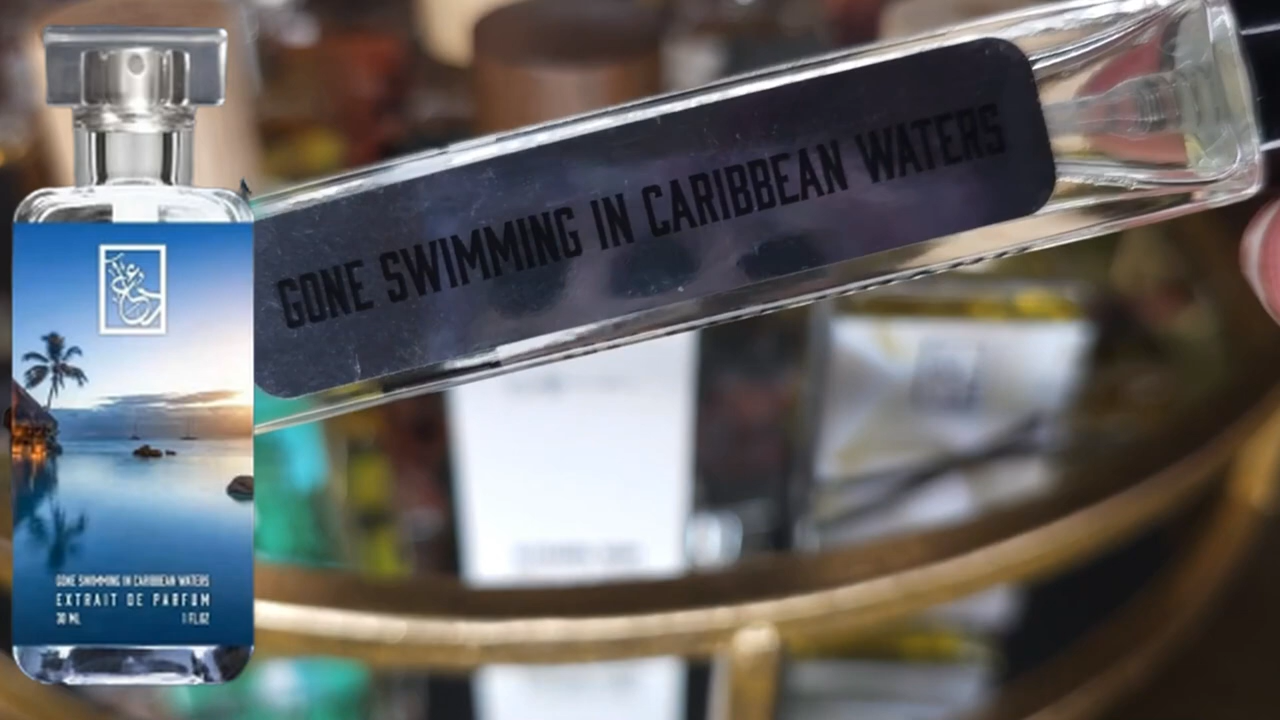 GONE SWIMMING IN CARIBBEAN WATERS
GONE SWIMMING IN CARIBBEAN WATERS
EXTRAIT DE PARFUM
30 ML 1 FL.OZ